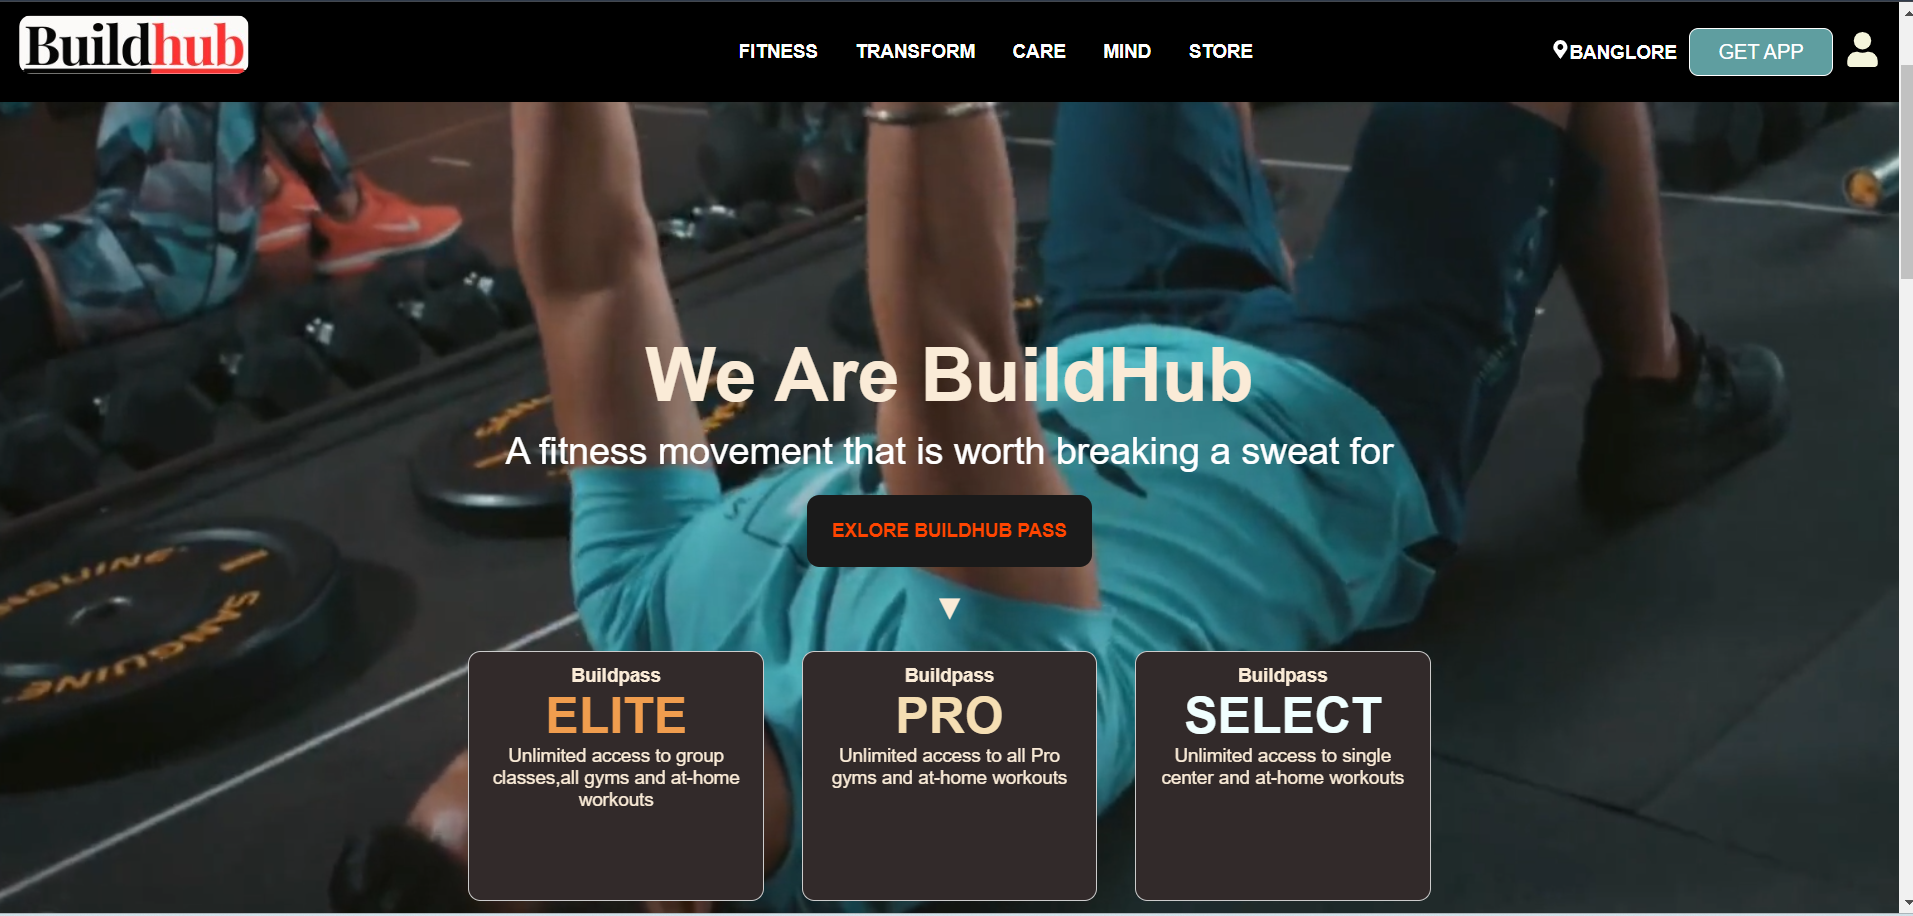 Buildhub
FITNESS TRANSFORM CARE MIND STORE
BANGLORE
GET APP
We Are BuildHub
A fitness movement that is worth breaking a sweat for
EXLORE BUILDHUB PASS
Buildpass
ELITE
Unlimited access to group
classes,all gyms and at-home
workouts
Buildpass
PRO
Unlimited access to all Pro
gyms and at-home workouts
Buildpass
SELECT
Unlimited access to single
center and at-home workouts
SANGUINE